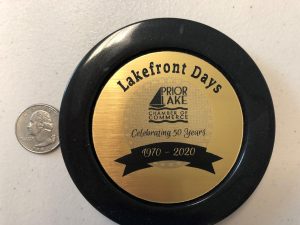 Lakefront Days
PRIOR
LAKE
CHAMBER OF
COMMERCE
Celebrating 50 Years
1970 - 2020